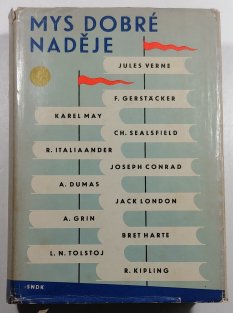 MYS DOBRÉ
NADĚJE
JULES VERNE
F. GERSTÄCKER
KAREL MAY
CH. SEALSFIELD
R. ITALIAANDER
JOSEPH CONRAD
A. DUMAS
JACK LONDON
A. GRIN
BRET HARTE
L. N. TOLSTOJ
R. KIPLING
SNDK